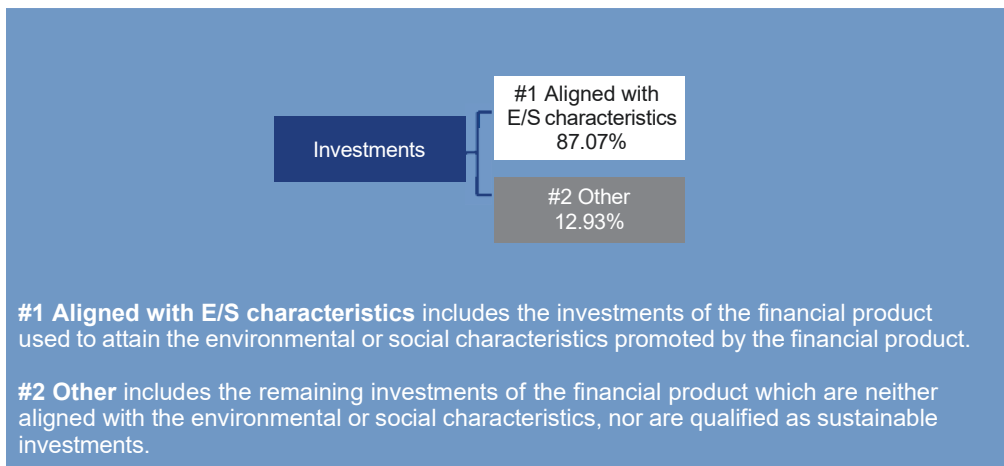 Investments
#1 Aligned with
E/S characteristics
87.07%
#2 Other
12.93%
#1 Aligned with E/S characteristics includes the investments of the financial product
used to attain the environmental or social characteristics promoted by the financial product.
#2 Other includes the remaining investments of the financial product which are neither
aligned with the environmental or social characteristics, nor are qualified as sustainable
investments.